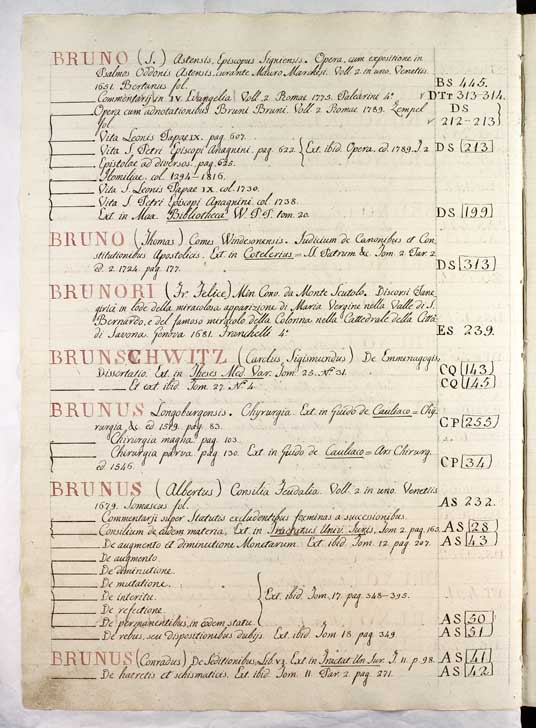 BRUNO (S.) Astensis, Episcopus Signiensis. Opera, cum expositione in
Psalmos Oddonis Astensis, curante Mauro Marchesi. Voll. 2 in uno. Venetiis
1651. Bertanus fol. BS 445.
Commentarij in IV Evangelia Voll. 2 Romae 1775. Palearini 4° DTt 313-314.
Opera cum adnotationibus Bruni Bruni. Voll. 2 Romae 1789. Zempel DS
fol. 212-213
Vita Leonis Papae IX. pag. 607.
Vita S. Petri Episcopi Anagnini. pag. 622. Ext. ibid. Opera, ed. 1789. T. 2 DS 213
Epistolae ad diversos. pag. 625.
Homiliae, col. 1294-1816.
Vita S. Leonis Papae IX col. 1730.
Vita S. Petri Episcopi Anagnini col. 1738.
Ext. in Max. Bibliotheca W. P. P. tom. 20. DS 199
BRUNO (Thomas) Comes Windesorensis. Judicium de Canonibus et Con
stitutionibus Apostolicis. Ext. in Cotelerius = SS Patrum &c. Tom. 2 Par. 2
ed. 2. 1724. pag. 177. DS 313
BRUNORI (Fr. Felice) Min. Conv. da Monte Scutolo. Discorsi Pane
girici in lode della miracolosa apparizione di Maria Vergine nella Valle di S.
Bernardo, e del famoso miracolo della Colonna nella Cattedrale della Città
di Savona. Genova 1681. Franchelli 4° ES 239.
BRUNSCHWITZ (Carolus Sigismundus) De Emmenagogis,
Dissertatio. Ext. in Theses Med. Var. Tom. 25. N° 31. CQ 143
Et ext. ibid. Tom. 27. N° 4. CQ 145
BRUNUS Longoburgensis. Chyrurgia. Ext. in Guido de Cauliaco = Chy
rurgia, &c. ed. 1519. pag. 83. CP 255
Chirurgia magna. pag. 103.
Chirurgia parva. pag. 130. Ext. in Guido de Cauliaco = Ars Chirurg.
ed. 1546. CP 34
BRUNUS (Albertus) Consilia Feudalia. Voll. 2 in uno Venetiis
1679. Tomascus fol. AS 232.
Commentarij super Statutis excludentibus foeminas a successionibus.
Consilium de eadem materia. Ext. in Tractatus Univ. Juris, Tom. 2 pag. 163 AS 28
De augmento et diminutione Monetarum. Ext. ibid. Tom. 12. pag. 207. AS 43
De augmento.
De diminutione.
De mutatione.
De interitu. Ext. ibid. Tom. 17. pag. 348-395.
De refectione.
De permanentibus in eodem statu. AS 50
De rebus, seu dispositionibus dubijs. Ext. ibid. Tom. 18. pag. 349. AS 51
BRUNUS (Conradus) De Seditionibus, Lib. VI. Ext. in Tractat. Un. Jur. T. 11. p. 98. AS 41
De haereticis et schismaticis. Ext. ibid. Tom. 11. Par. 2. pag. 271. AS 42